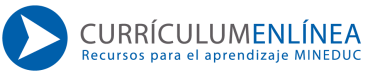 CURRÍCULUMENLÍNEA
Recursos para el aprendizaje MINEDUC